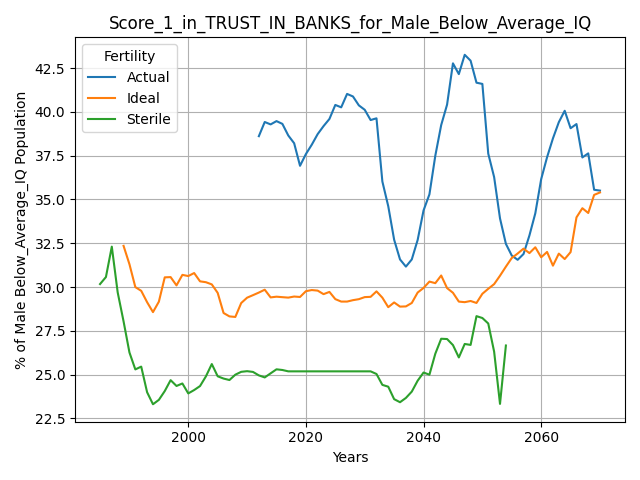 Score_1_in_TRUST_IN_BANKS_for_Male_Below_Average_IQ
Fertility
Actual
Ideal
Sterile
% of Male Below_Average_IQ Population
42.5
40.0
37.5
35.0
32.5
30.0
27.5
25.0
22.5
2000 2020 2040 2060
Years